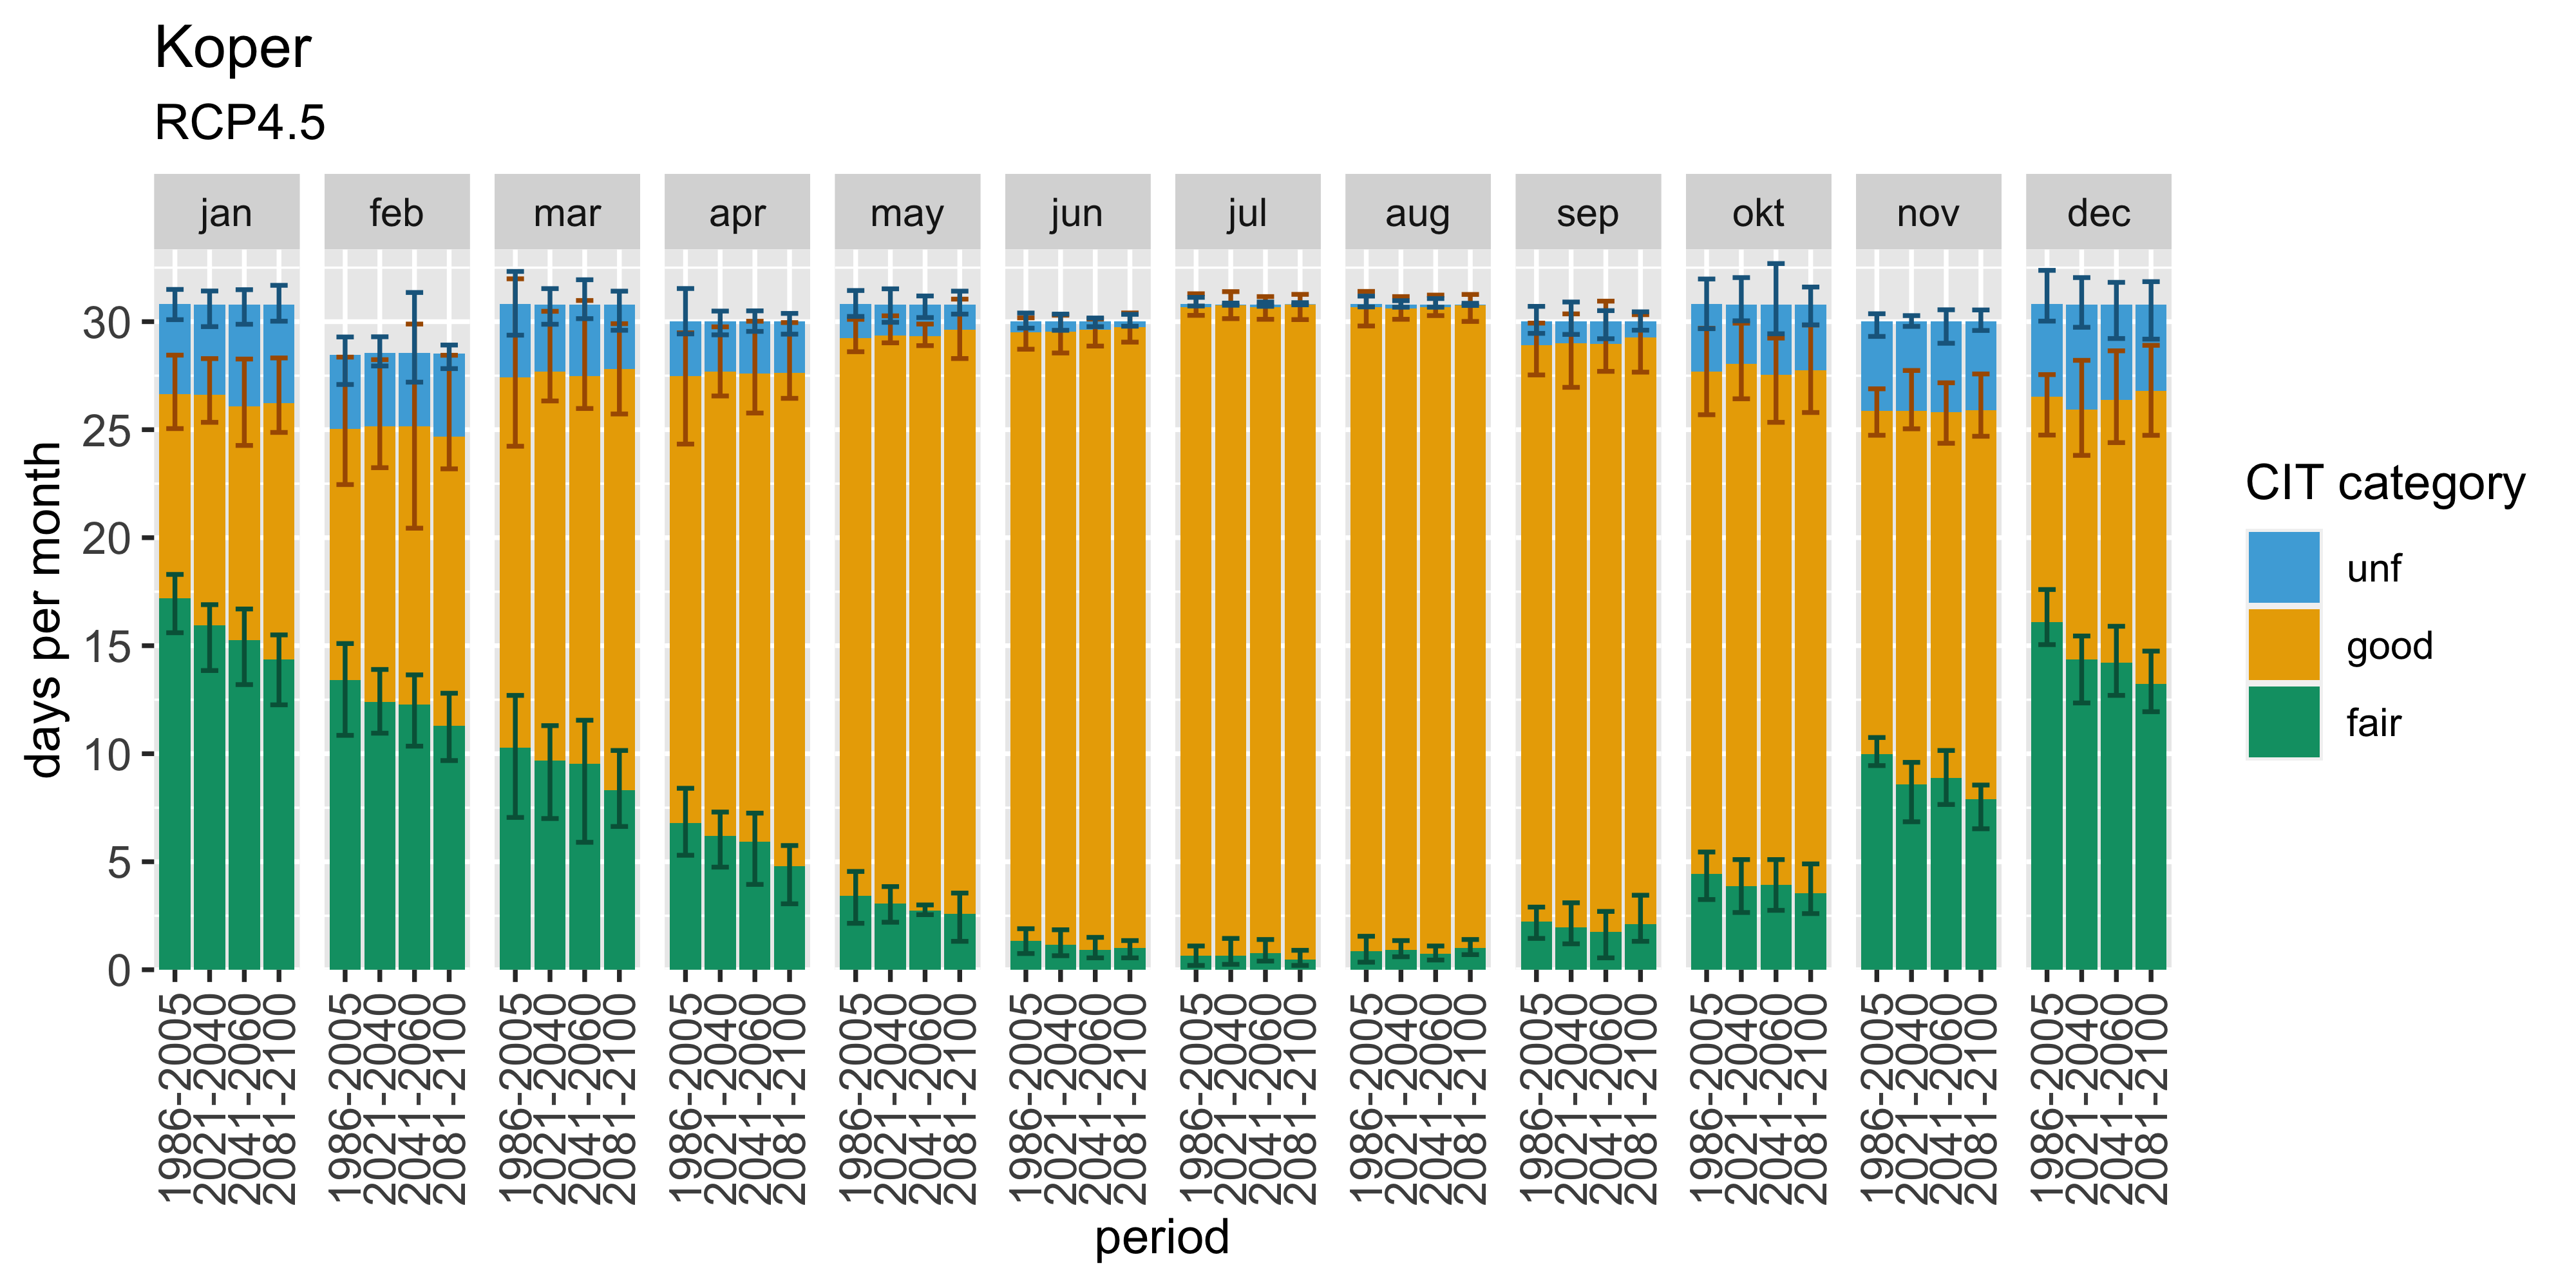 Koper
RCP4.5
jan feb mar apr may jun jul aug sep okt nov dec
days per month
30
25
20
15
10
5
0
1986-2005 2021-2040 2041-2060 2081-2100 1986-2005 2021-2040 2041-2060 2081-2100 1986-2005 2021-2040 2041-2060 2081-2100 1986-2005 2021-2040 2041-2060 2081-2100 1986-2005 2021-2040 2041-2060 2081-2100 1986-2005 2021-2040 2041-2060 2081-2100 1986-2005 2021-2040 2041-2060 2081-2100 1986-2005 2021-2040 2041-2060 2081-2100 1986-2005 2021-2040 2041-2060 2081-2100 1986-2005 2021-2040 2041-2060 2081-2100 1986-2005 2021-2040 2041-2060 2081-2100 1986-2005 2021-2040 2041-2060 2081-2100
period
CIT category
unf
good
fair